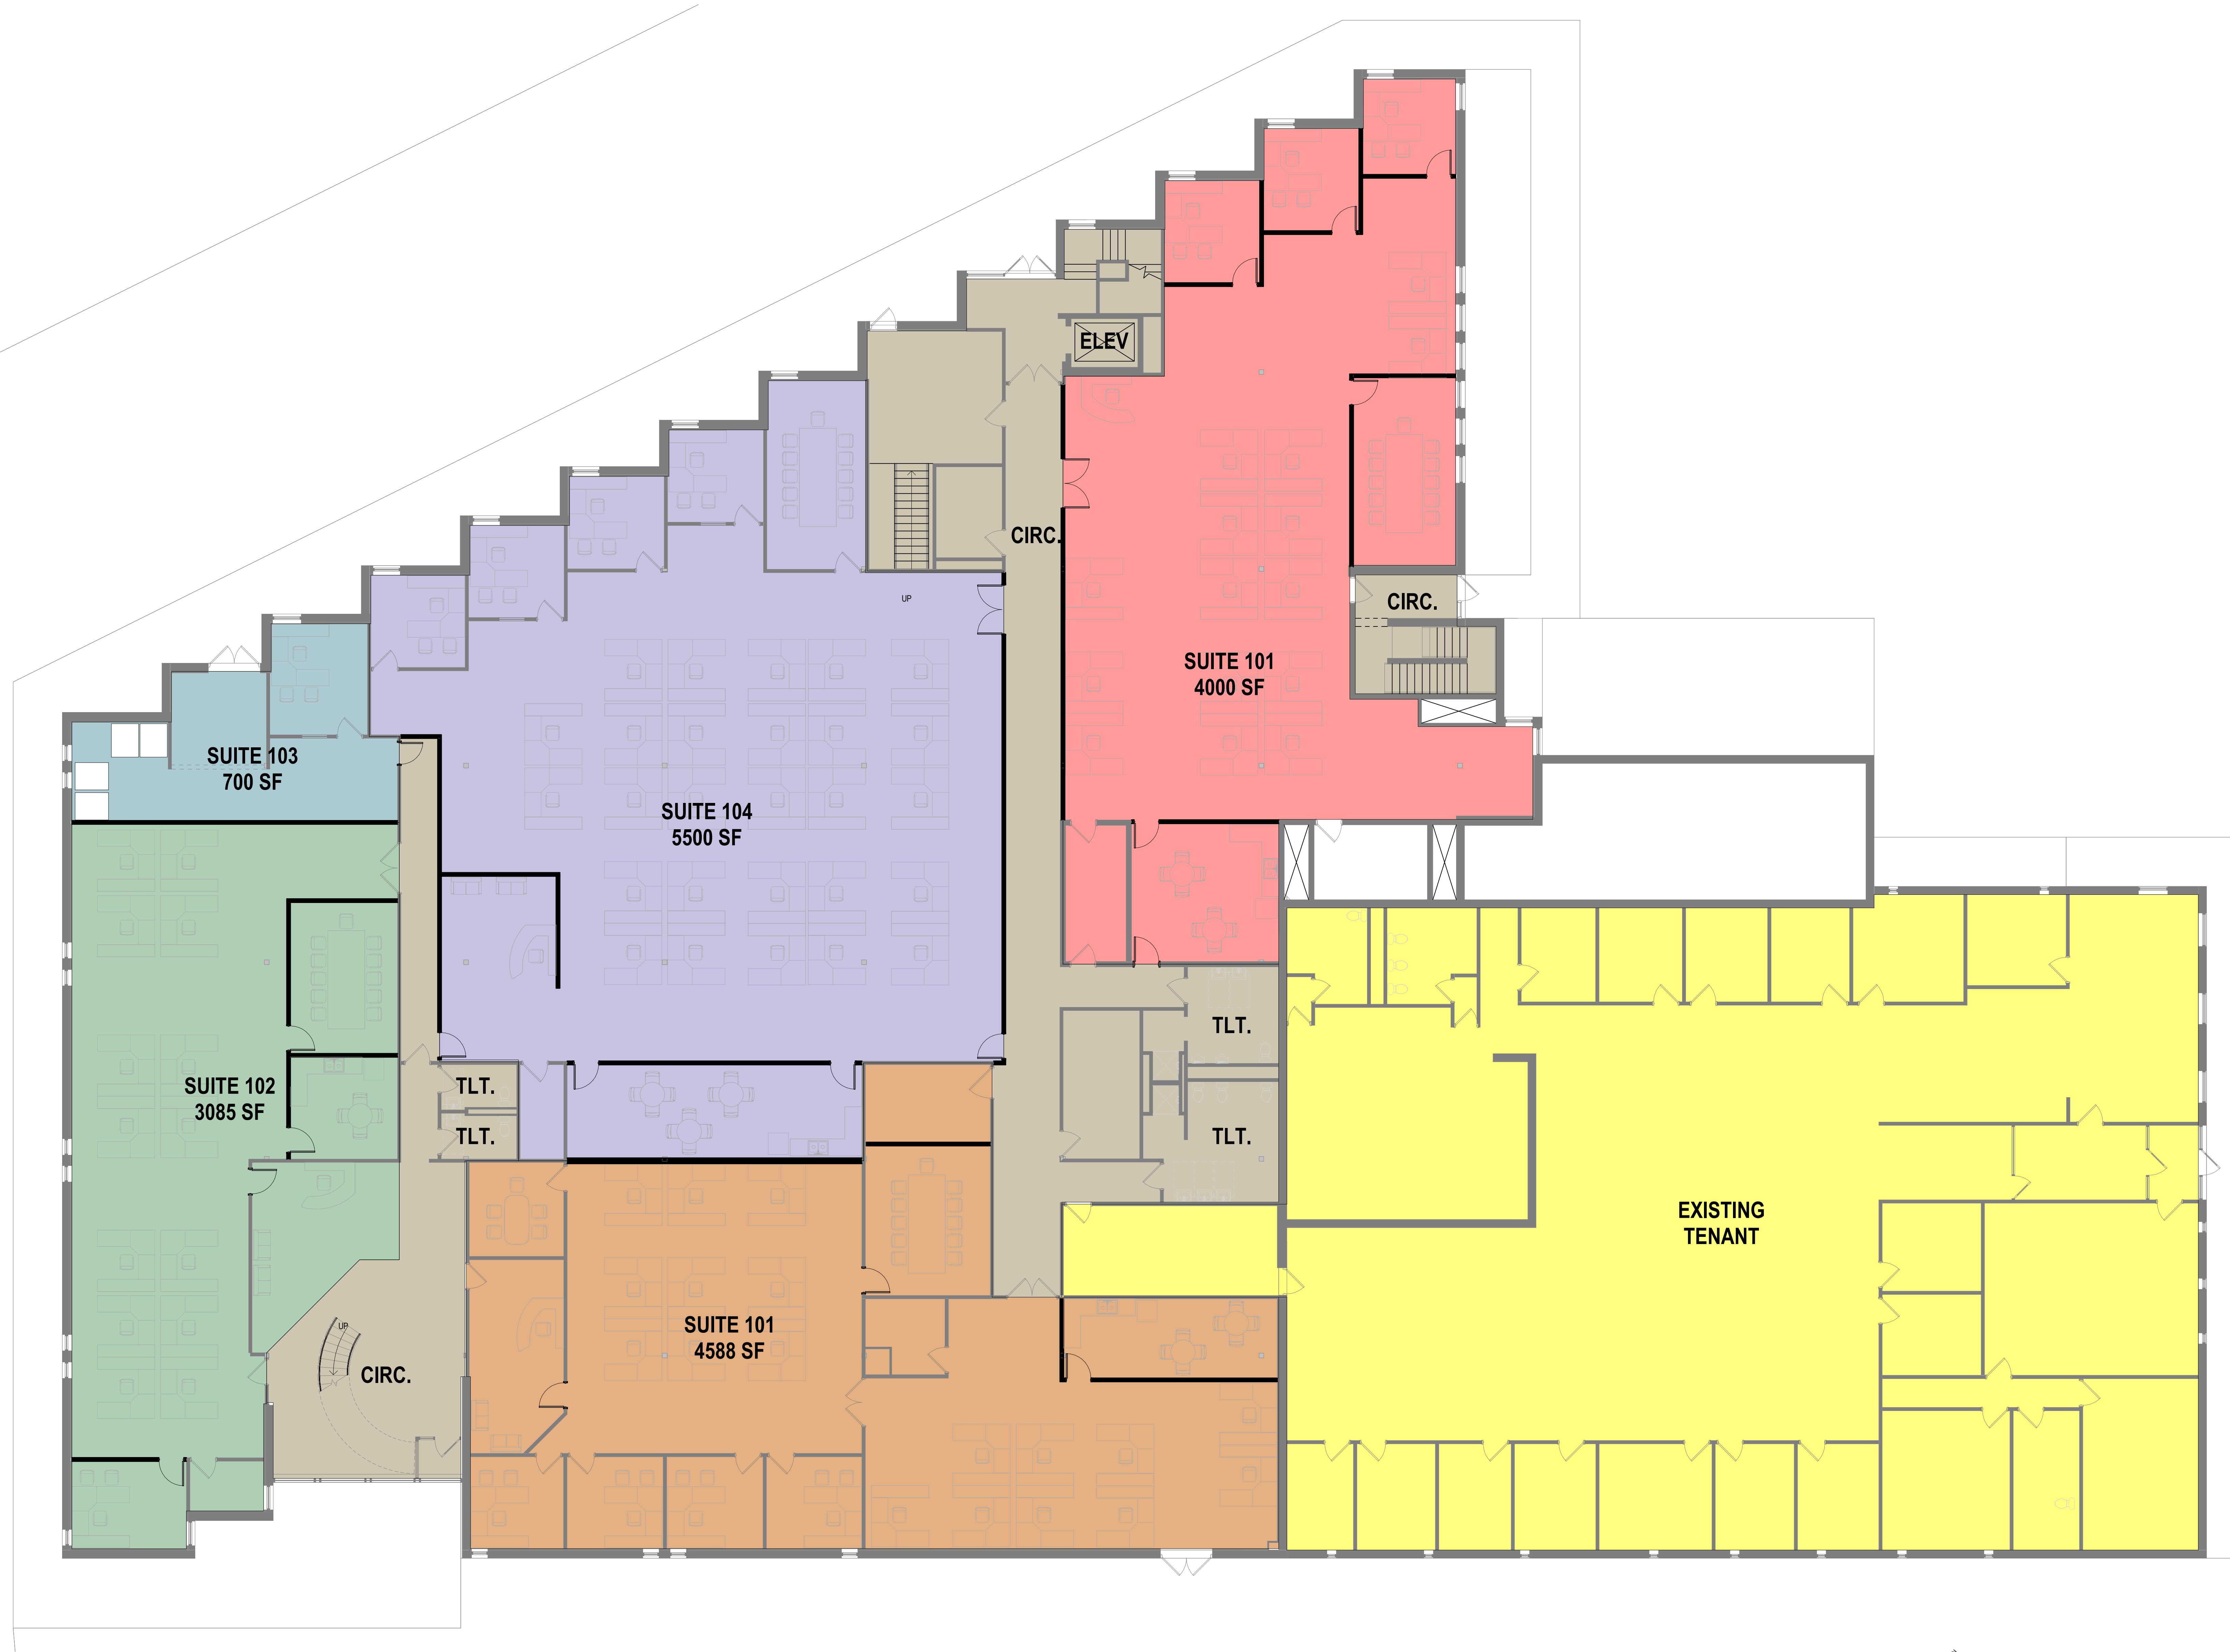 ELEV
CIRC.
UP
CIRC.
SUITE 101
4000 SF
SUITE 103
700 SF
SUITE 104
5500 SF
TLT.
SUITE 102
3085 SF
TLT.
TLT.
TLT.
EXISTING
TENANT
UP
SUITE 101
4588 SF
CIRC.